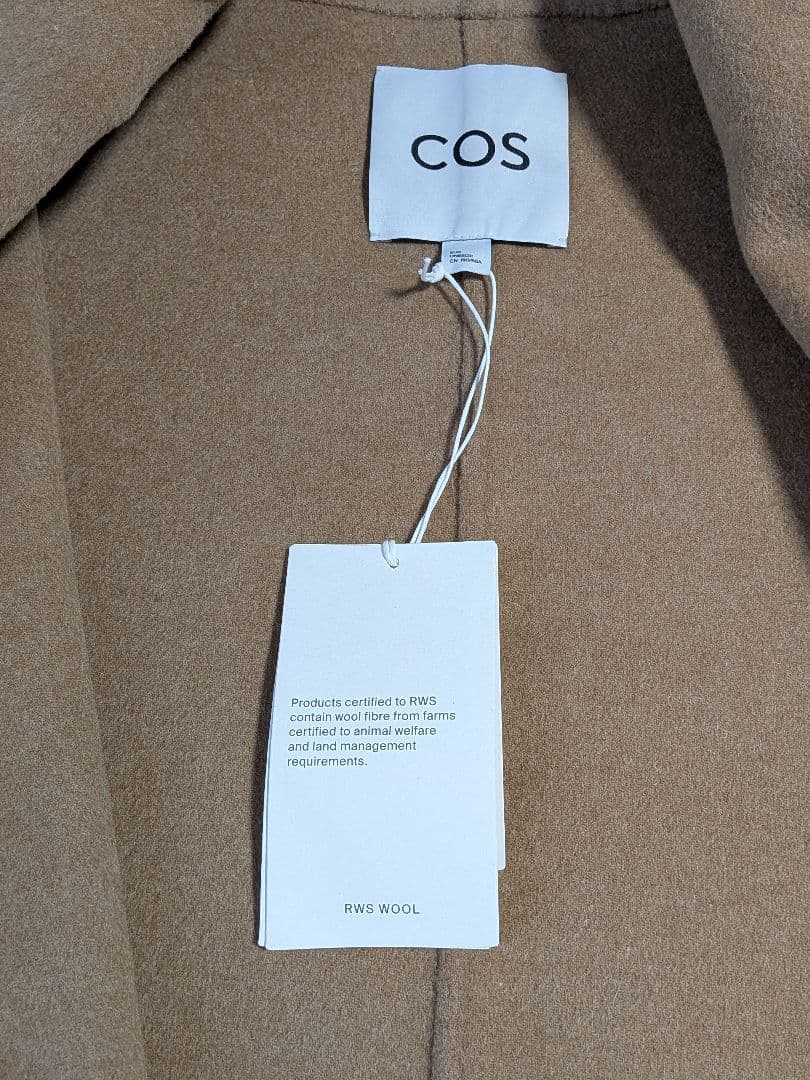 COS
Products certified to RWS
contain wool fibre from farms
certified to animal welfare
and land management
requirements.
RWS WOOL